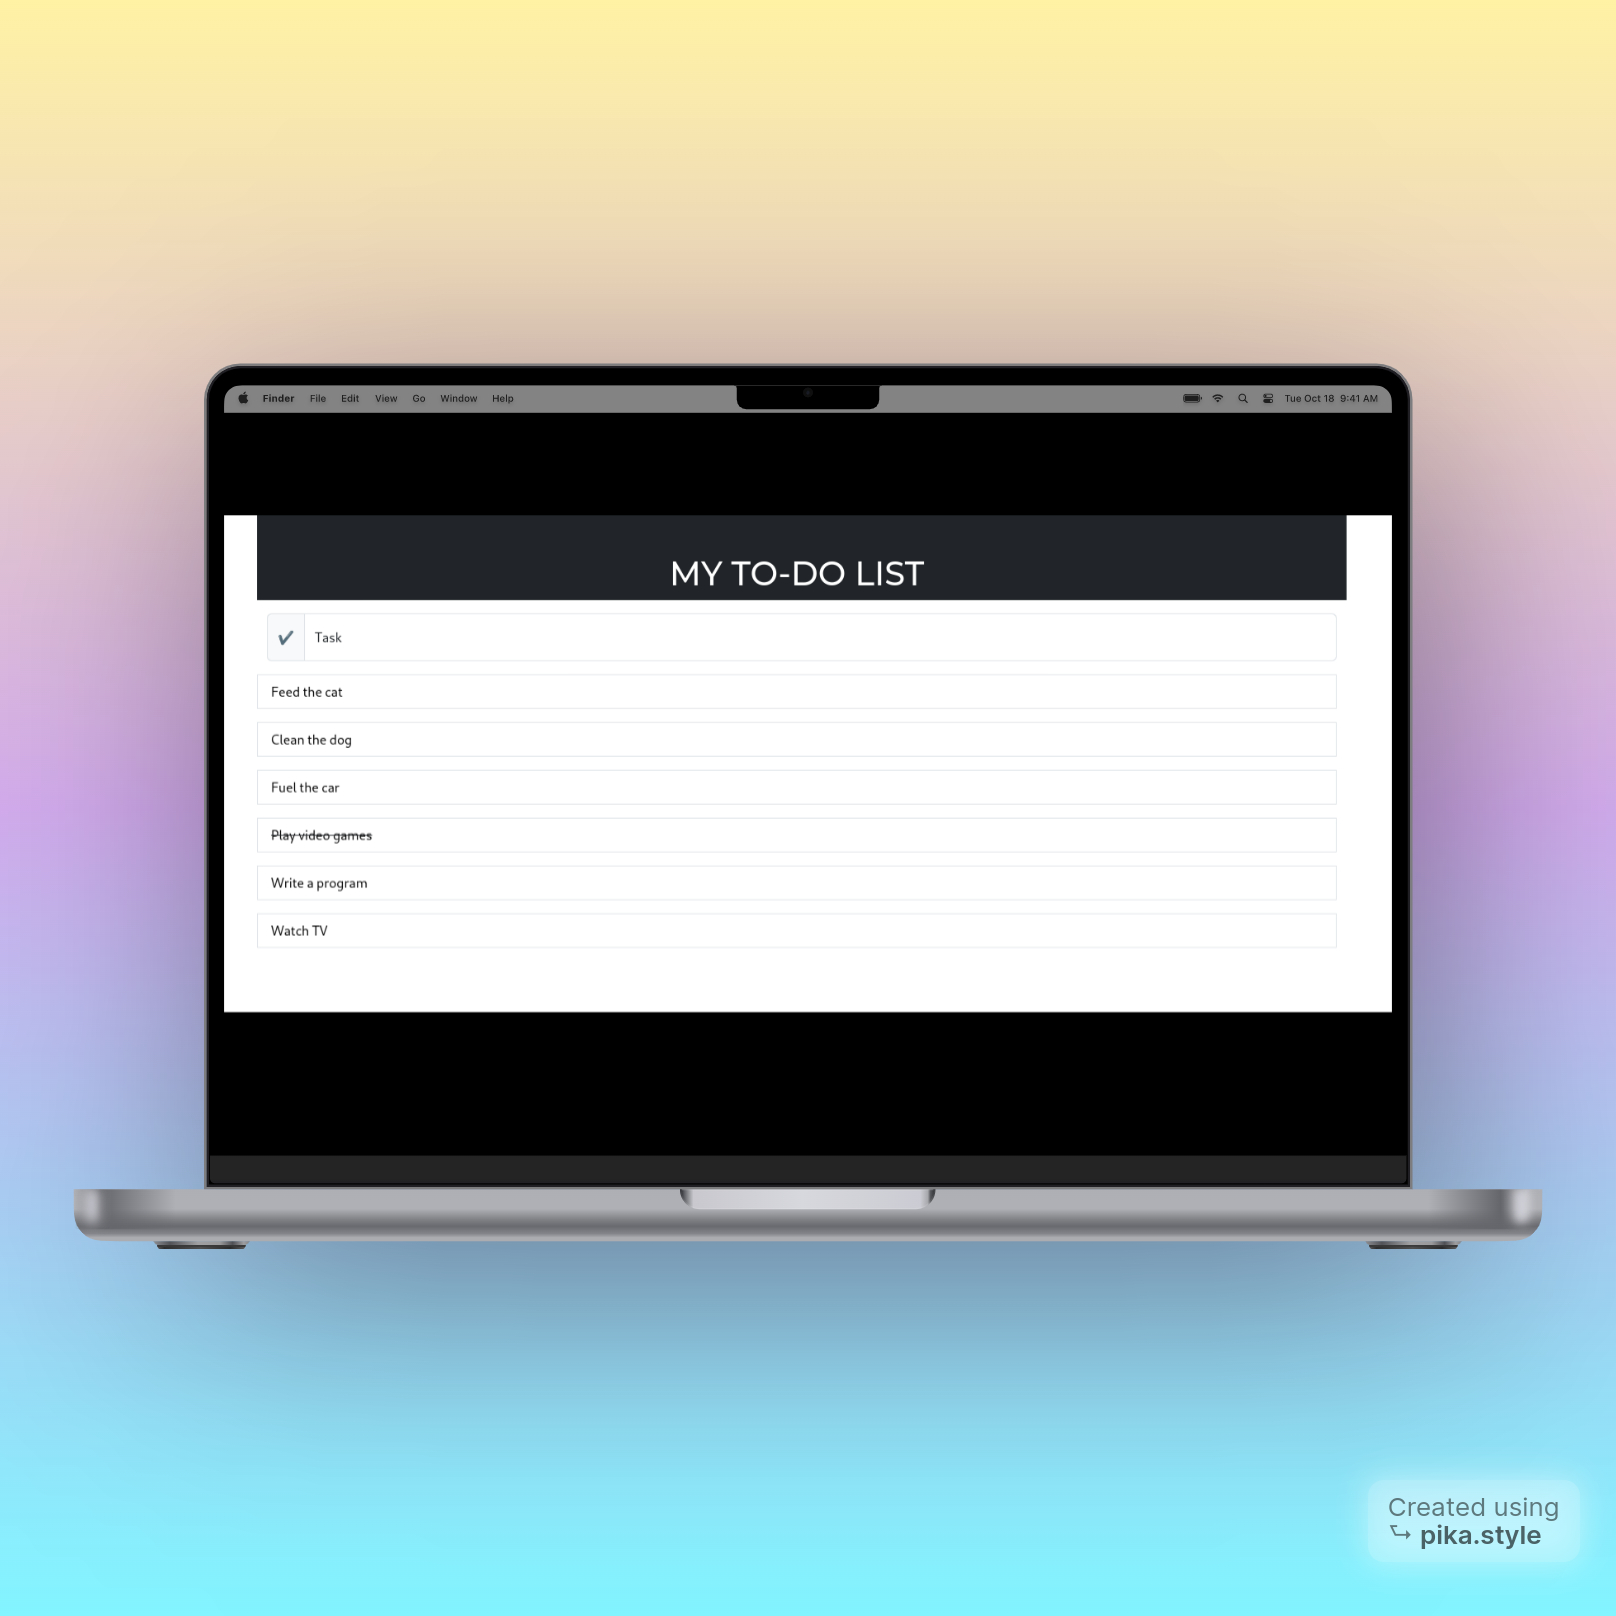 Finder File Edit View Go Window Help Tue Oct 18 9:41 AM
MY TO-DO LIST
Task
Feed the cat
Clean the dog
Fuel the car
Play video games
Write a program
Watch TV
Created using
pika.style